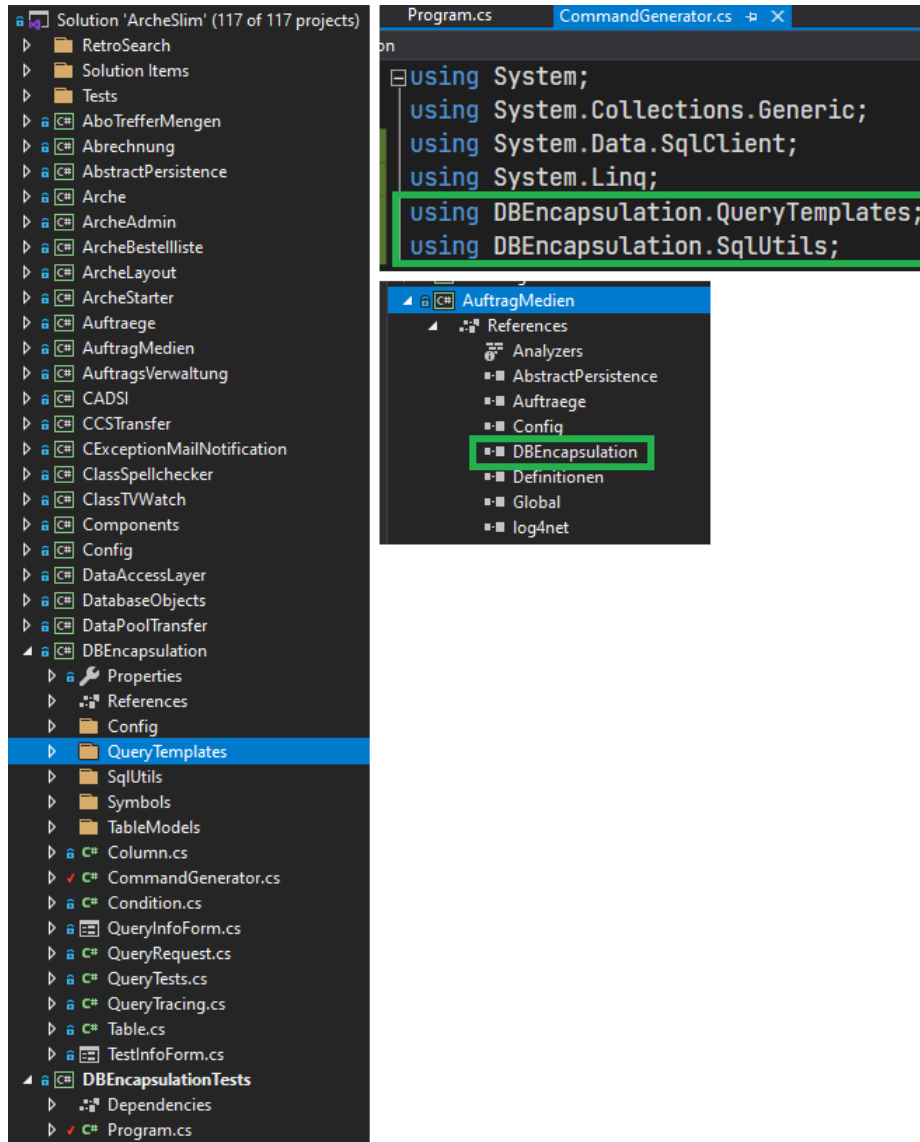 Solution 'ArcheSlim' (117 of 117 projects)
RetroSearch
Solution Items
Tests
AboTrefferMengen
Abrechnung
AbstractPersistence
Arche
ArcheAdmin
ArcheBestellliste
ArcheLayout
ArcheStarter
Auftraege
AuftragMedien
AuftragsVerwaltung
CADSI
CCSTransfer
CExceptionMailNotification
ClassSpellchecker
ClassTVWatch
Components
Config
DataAccessLayer
DatabaseObjects
DataPoolTransfer
DBEncapsulation
Properties
References
Config
QueryTemplates
SqlUtils
Symbols
TableModels
C# Column.cs
C# CommandGenerator.cs
C# Condition.cs
QueryInfoForm.cs
C# QueryRequest.cs
C# QueryTests.cs
C# QueryTracing.cs
C# Table.cs
TestInfoForm.cs
DBEncapsulationTests
Dependencies
C# Program.cs
Program.cs CommandGenerator.cs
on
using System;
using System.Collections.Generic;
using System.Data.SqlClient;
using System.Linq;
using DBEncapsulation.QueryTemplates;
using DBEncapsulation.SqlUtils;
AuftragMedien
References
Analyzers
AbstractPersistence
Auftraege
Config
DBEncapsulation
Definitionen
Global
log4net